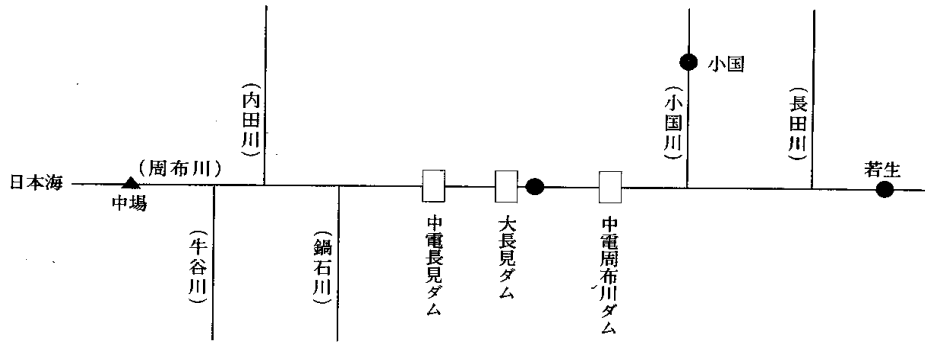 小国
(内田川)
(小国川)
(長田川)
(周布川)
日本海
若生
中場
(牛谷川)
(鍋石川)
中電長見ダム
大長見ダム
中電周布川ダム